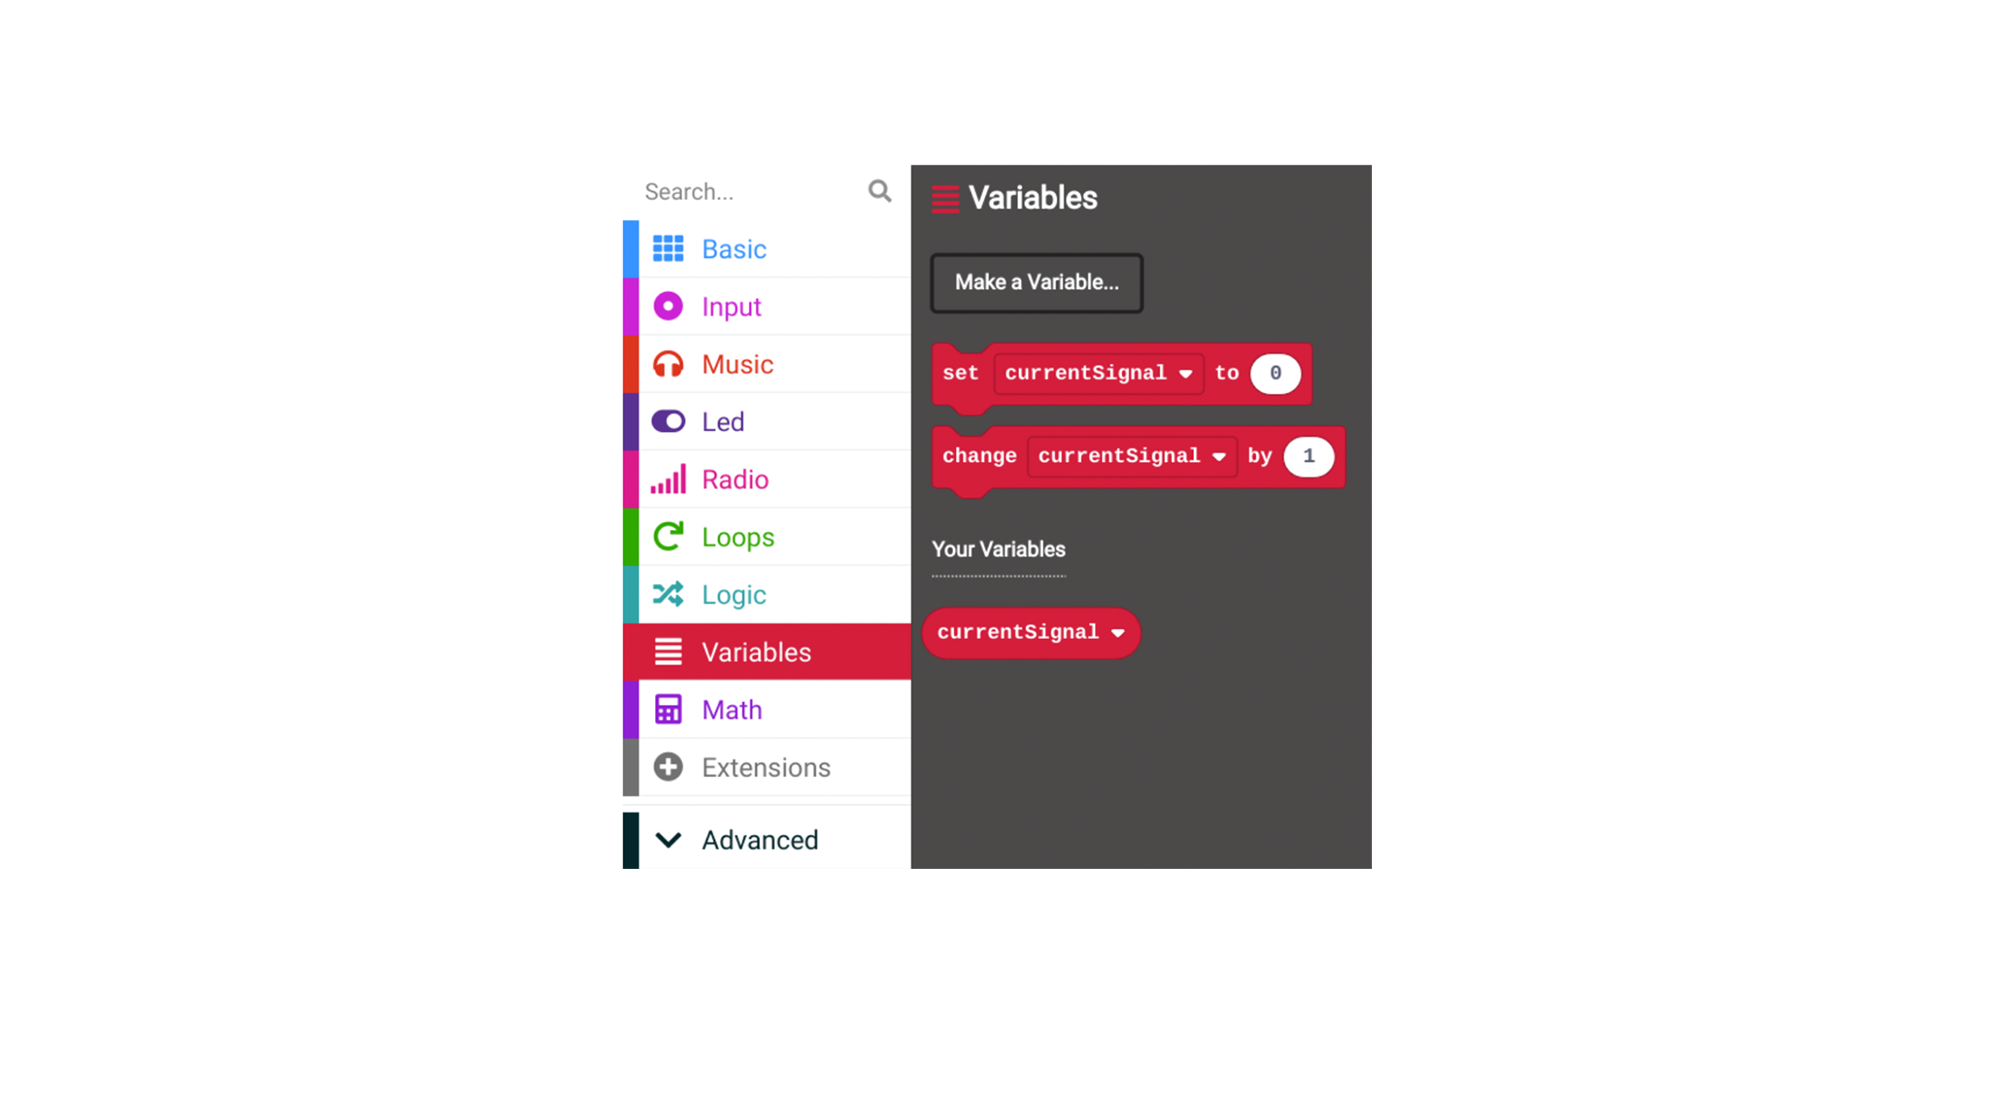 Search...
Basic
Input
Music
Led
Radio
Loops
Logic
Variables
Math
Extensions
Advanced
Variables
Make a Variable...
set currentSignal to 0
change currentSignal by 1
Your Variables
currentSignal